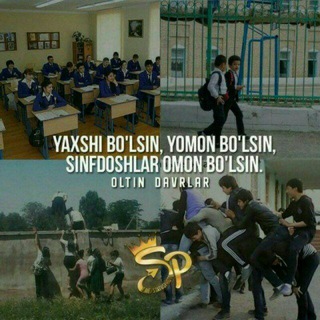 YAXSHI BO'LSIN, YOMON BO'LSIN,
SINFDOSHLAR OMON BO'LSIN.
OLTIN DAVRLAR
SP